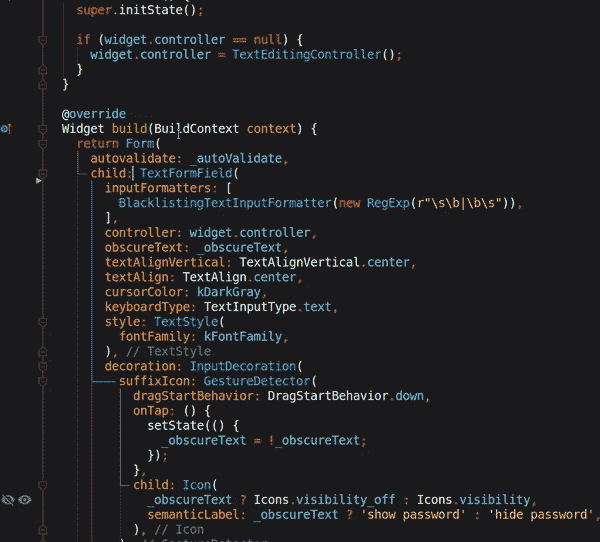 super.initState();
if (widget.controller == null) {
widget.controller = TextEditingController();
}
}
@override
Widget build(BuildContext context) {
return Form(
autovalidate: _autoValidate,
child: TextFormField(
inputFormatters: [
BlacklistingTextInputFormatter(new RegExp(r"\s\b|\b\s")),
],
controller: widget.controller,
obscureText: _obscureText,
textAlignVertical: TextAlignVertical.center,
textAlign: TextAlign.center,
cursorColor: kDarkGray,
keyboardType: TextInputType.text,
style: TextStyle(
fontFamily: kFontFamily,
), // TextStyle
decoration: InputDecoration(
suffixIcon: GestureDetector(
dragStartBehavior: DragStartBehavior.down,
onTap: () {
setState(() {
_obscureText = !_obscureText;
});
},
child: Icon(
_obscureText ? Icons.visibility_off : Icons.visibility,
semanticLabel: _obscureText ? 'show password' : 'hide password',
), // Icon